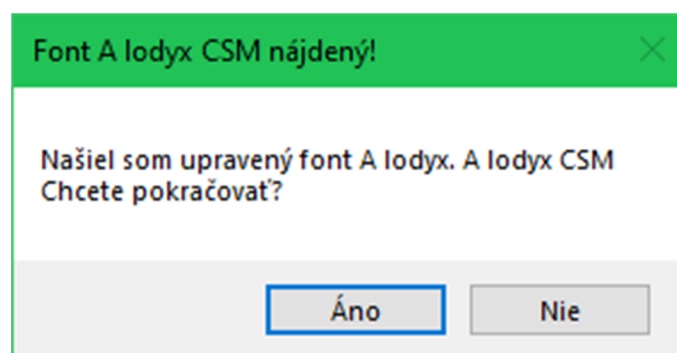 Font A lodyx CSM nájdený!
Našiel som upravený font A lodyx. A lodyx CSM
Chcete pokračovať?
Áno
Nie